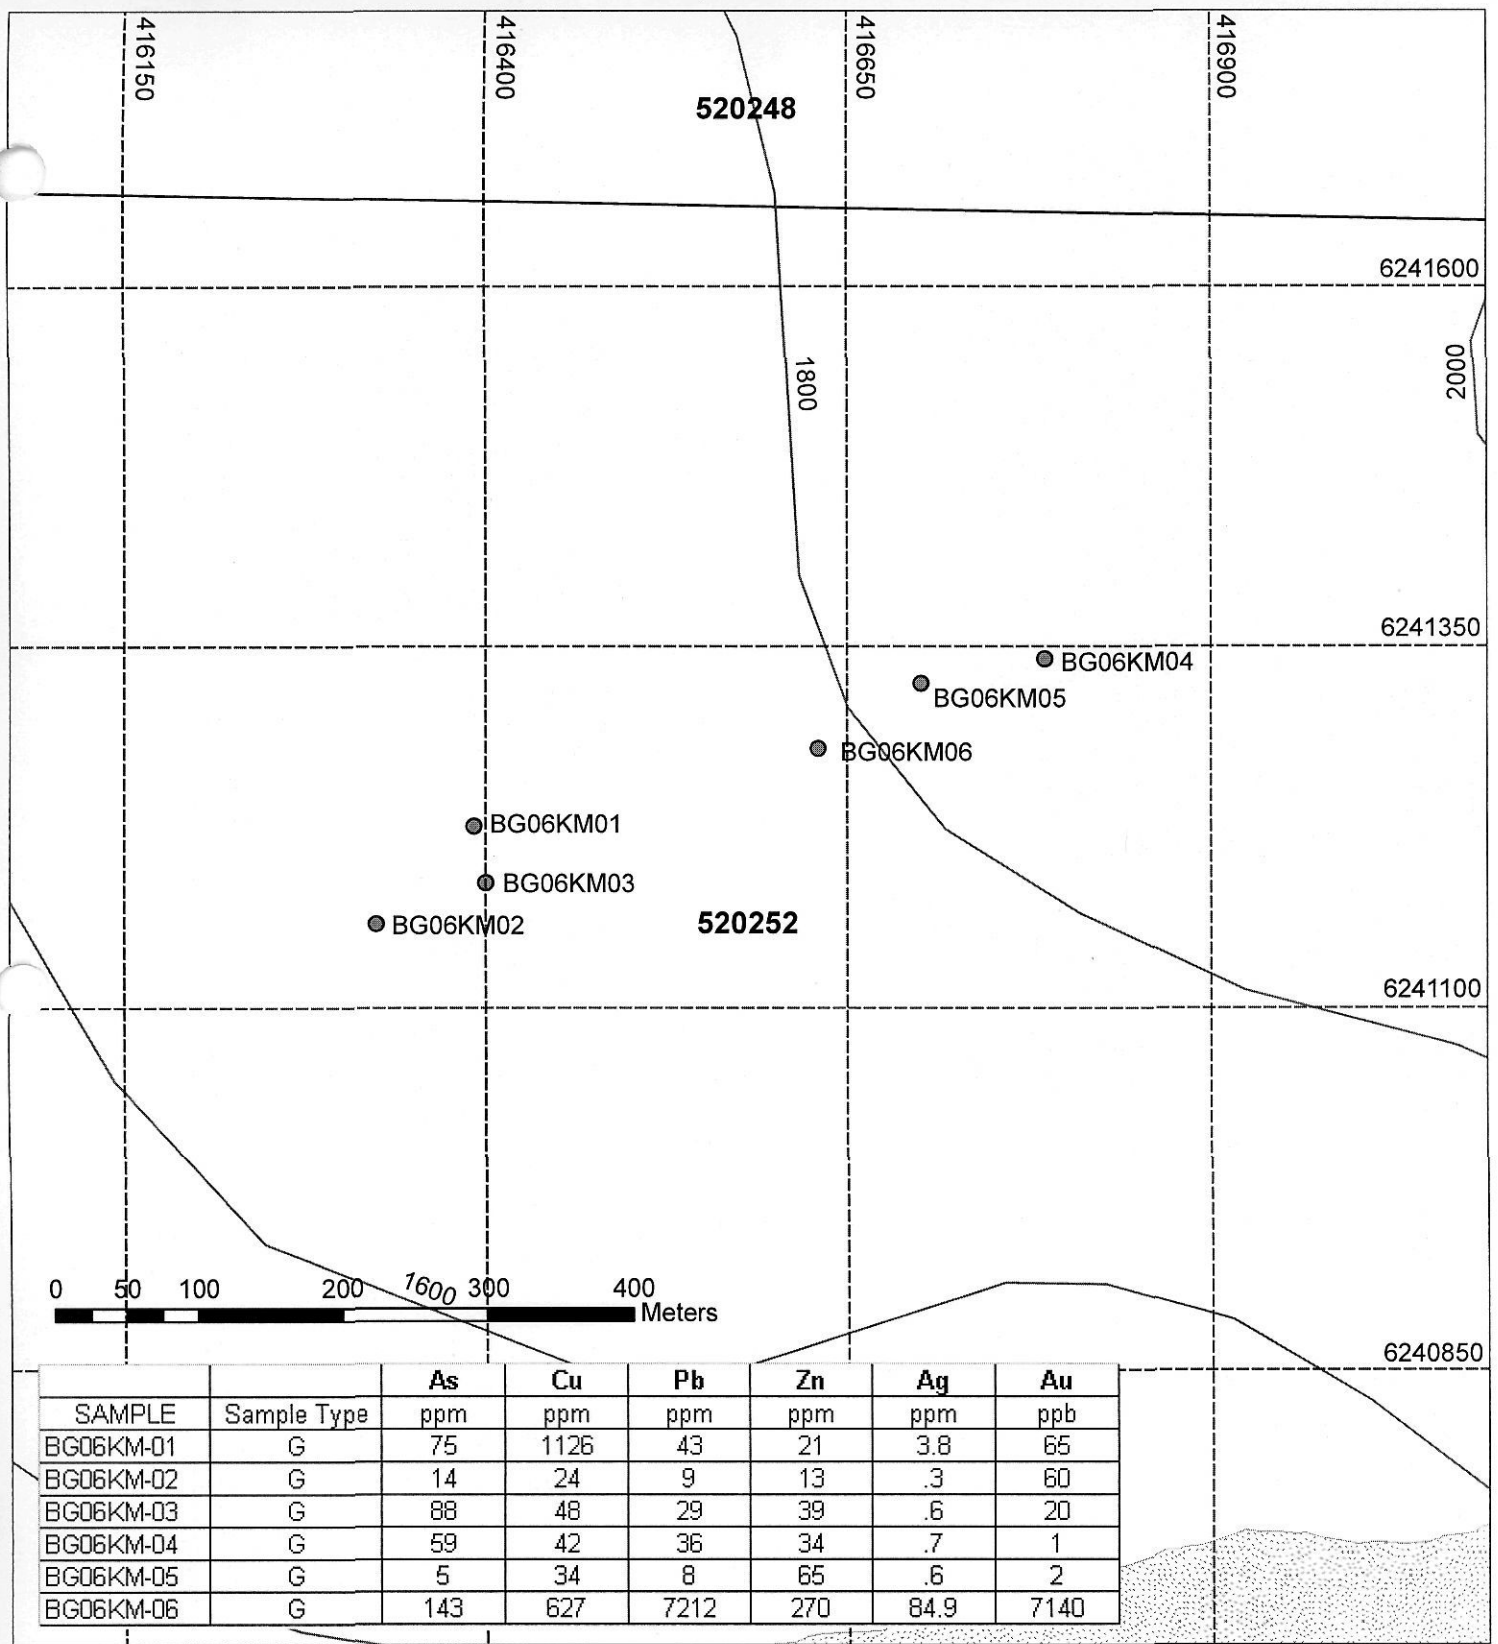 416150
416400
416650
416900
520248
6241600
1800
2000
6241350
BG06KM04
BG06KM05
BG06KM06
BG06KM01
BG06KM03
BG06KM02
520252
6241100
0 50 100 200 300 400
1600
Meters
6240850
As Cu Pb Zn Ag Au
SAMPLE Sample Type ppm ppm ppm ppm ppm ppb
BG06KM-01 G 75 1126 43 21 3.8 65
BG06KM-02 G 14 24 9 13 .3 60
BG06KM-03 G 88 48 29 39 .6 20
BG06KM-04 G 59 42 36 34 .7 1
BG06KM-05 G 5 34 8 65 .6 2
BG06KM-06 G 143 627 7212 270 84.9 7140